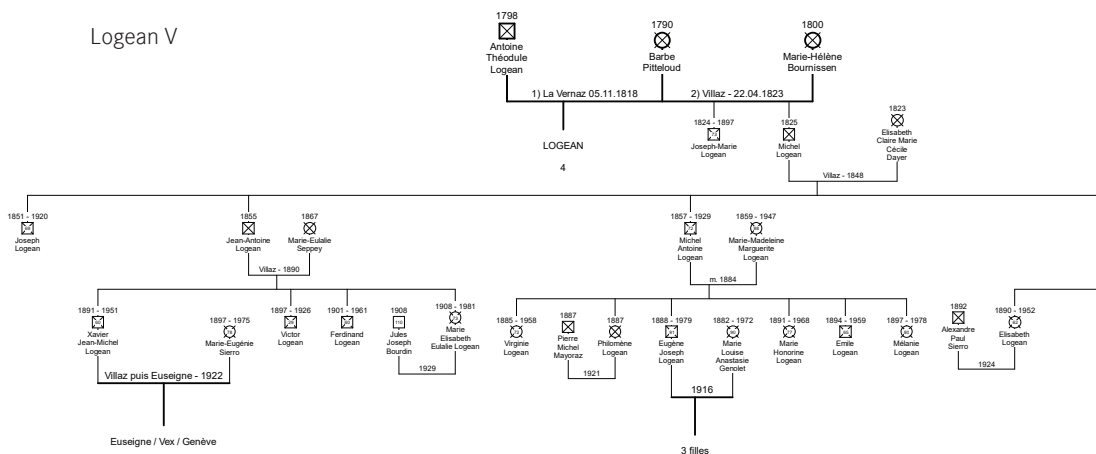 Logean V
1798
Antoine
Théodule
Logean
1790
Barbe
Pitteloud
1800
Marie-Hélène
Bournissen
1) La Vernaz 05.11.1818
2) Villaz - 22.04.1823
LOGEAN
4
1824 - 1897
Joseph-Marie
Logean
1825
Michel
Logean
1823
Elisabeth
Claire Marie
Cécile
Dayer
Villaz - 1848
1851 - 1920
Joseph
Logean
1855
Jean-Antoine
Logean
1867
Marie-Eulalie
Seppey
Villaz - 1890
1857 - 1929
Michel
Antoine
Logean
1859 - 1947
Marie-Madeleine
Marguerite
Logean
m. 1884
1891 - 1951
Xavier
Jean-Michel
Logean
1897 - 1975
Marie-Eugénie
Sierro
Villaz puis Euseigne - 1922
Euseigne / Vex / Genève
1897 - 1926
Victor
Logean
1901 - 1961
Ferdinand
Logean
1908
Jules
Joseph
Bourdin
1908 - 1981
Marie
Elisabeth
Eulalie Logean
1929
1885 - 1958
Virginie
Logean
1887
Pierre
Michel
Mayoraz
1887
Philomène
Logean
1921
1888 - 1979
Eugène
Joseph
Logean
1882 - 1972
Marie
Louise
Anastasie
Genolet
1916
3 filles
1891 - 1968
Marie
Honorine
Logean
1894 - 1959
Emile
Logean
1897 - 1978
Mélanie
Logean
1892
Alexandre
Paul
Sierro
1890 - 1952
Elisabeth
Logean
1924